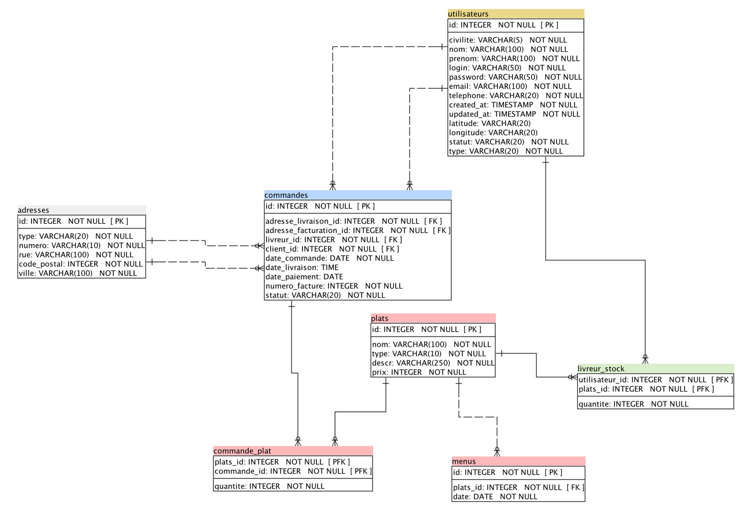 utilisateurs
id: INTEGER NOT NULL [ PK ]
civilite: VARCHAR(5) NOT NULL
nom: VARCHAR(100) NOT NULL
prenom: VARCHAR(100) NOT NULL
login: VARCHAR(50) NOT NULL
password: VARCHAR(50) NOT NULL
email: VARCHAR(100) NOT NULL
telephone: VARCHAR(20) NOT NULL
created_at: TIMESTAMP NOT NULL
updated_at: TIMESTAMP NOT NULL
latitude: VARCHAR(20)
longitude: VARCHAR(20)
statut: VARCHAR(20) NOT NULL
type: VARCHAR(20) NOT NULL
commandes
id: INTEGER NOT NULL [ PK ]
adresse_livraison_id: INTEGER NOT NULL [ FK ]
adresse_facturation_id: INTEGER NOT NULL [ FK ]
livreur_id: INTEGER NOT NULL [ FK ]
client_id: INTEGER NOT NULL [ FK ]
date_commande: DATE NOT NULL
date_livraison: TIME
date_paiement: DATE
numero_facture: INTEGER NOT NULL
statut: VARCHAR(20) NOT NULL
adresses
id: INTEGER NOT NULL [ PK ]
type: VARCHAR(20) NOT NULL
numero: VARCHAR(10) NOT NULL
rue: VARCHAR(100) NOT NULL
code_postal: INTEGER NOT NULL
ville: VARCHAR(100) NOT NULL
plats
id: INTEGER NOT NULL [ PK ]
nom: VARCHAR(100) NOT NULL
type: VARCHAR(10) NOT NULL
descr: VARCHAR(250) NOT NULL
prix: INTEGER NOT NULL
livreur_stock
utilisateur_id: INTEGER NOT NULL [ PFK ]
plats_id: INTEGER NOT NULL [ PFK ]
quantite: INTEGER NOT NULL
commande_plat
plats_id: INTEGER NOT NULL [ PFK ]
commande_id: INTEGER NOT NULL [ PFK ]
quantite: INTEGER NOT NULL
menus
id: INTEGER NOT NULL [ PK ]
plats_id: INTEGER NOT NULL [ FK ]
date: DATE NOT NULL